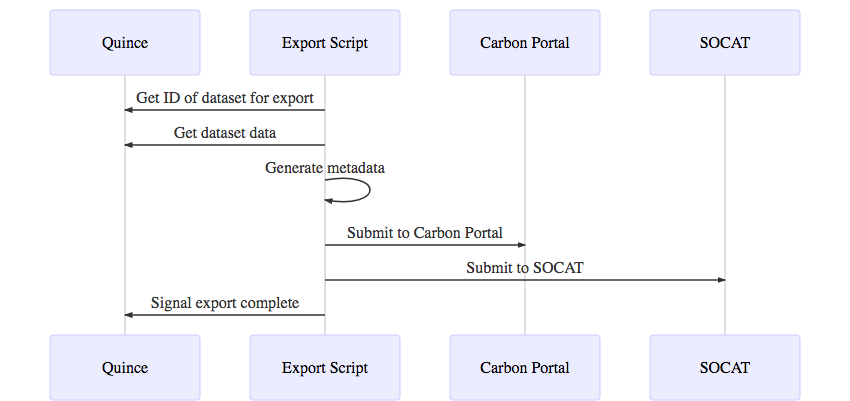 Quince
Export Script
Carbon Portal
SOCAT
Get ID of dataset for export
Get dataset data
Generate metadata
Submit to Carbon Portal
Submit to SOCAT
Signal export complete
Quince
Export Script
Carbon Portal
SOCAT